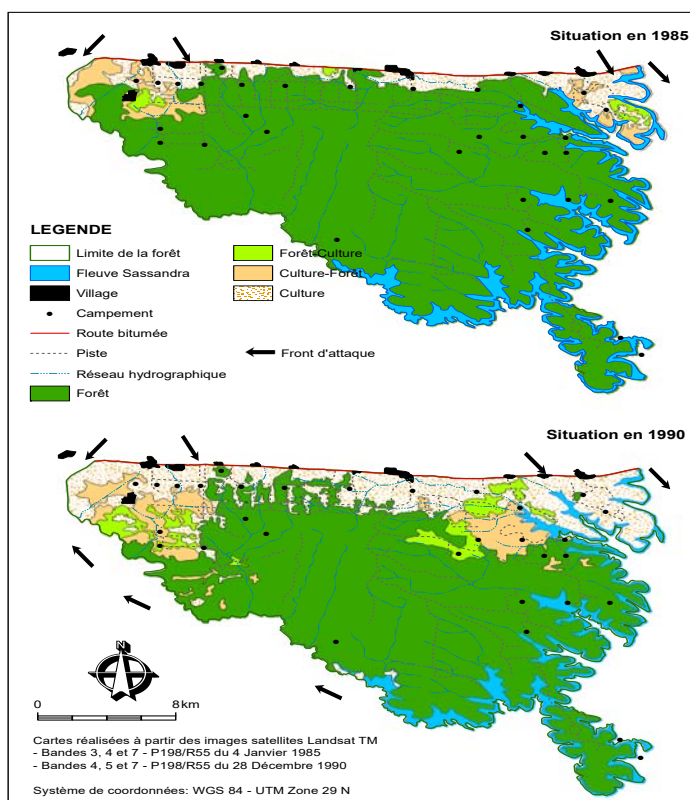 Situation en 1985
LEGENDE
Limite de la forêt
Fleuve Sassandra
Village
Campement
Route bitumée
Piste
Réseau hydrographique
Forêt
Forêt-Culture
Culture-Forêt
Culture
Front d'attaque
Situation en 1990
N
0 8 km
Cartes réalisées à partir des images satellites Landsat TM
- Bandes 3, 4 et 7 - P198/R55 du 4 Janvier 1985
- Bandes 4, 5 et 7 - P198/R55 du 28 Décembre 1990
Système de coordonnées: WGS 84 - UTM Zone 29 N